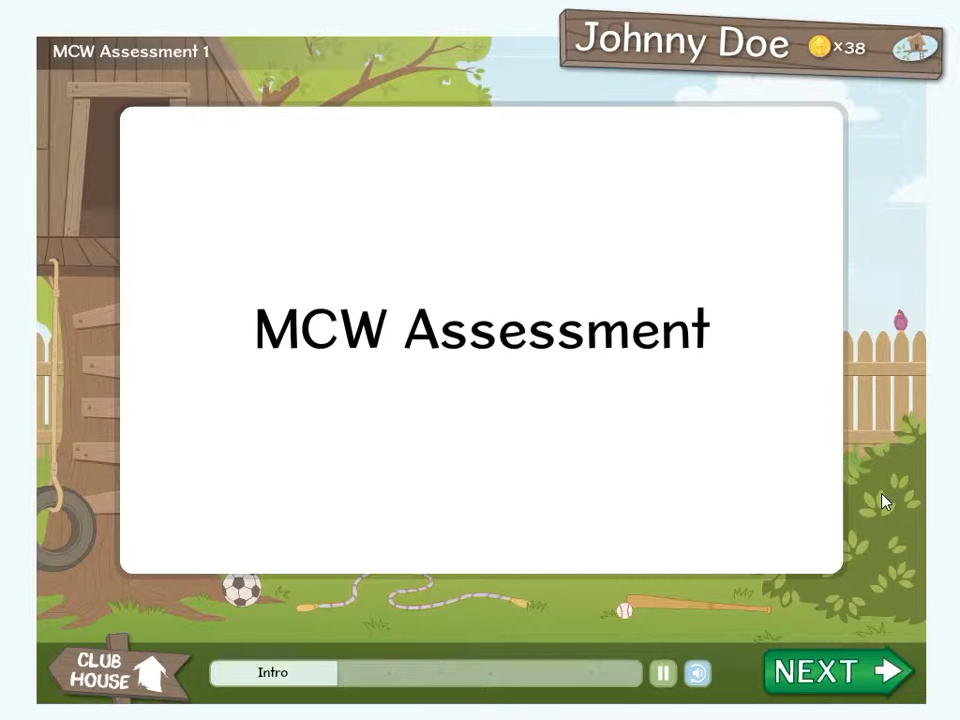 Johnny Doe ×38
MCW Assessment 1
MCW Assessment
CLUB
HOUSE
Intro
NEXT